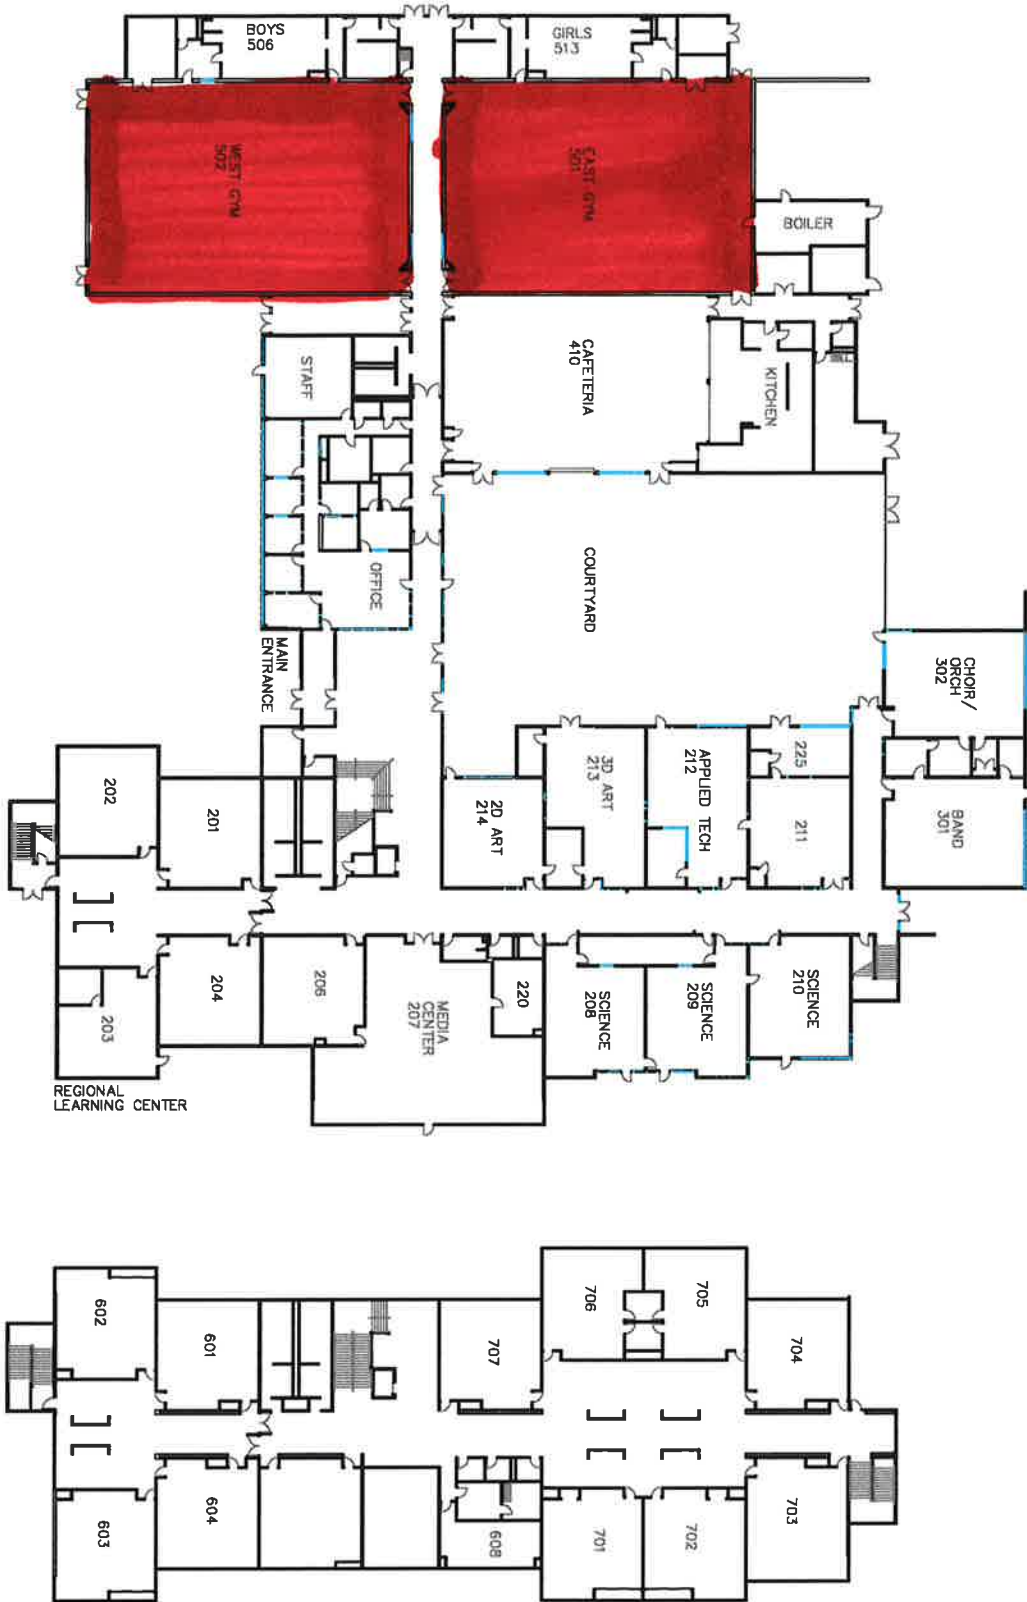 BOYS
506
GIRLS
513
WEST GYM
502
EAST GYM
501
BOILER
STAFF
CAFETERIA
410
KITCHEN
OFFICE
COURTYARD
MAIN
ENTRANCE
CHOIR/
ORCH
302
202
201
2D ART
214
3D ART
213
APPLIED TECH
212
225
211
BAND
301
203
204
206
MEDIA
CENTER
207
220
SCIENCE
208
SCIENCE
209
SCIENCE
210
REGIONAL
LEARNING CENTER
602
601
707
706
705
704
603
604
608
701
702
703